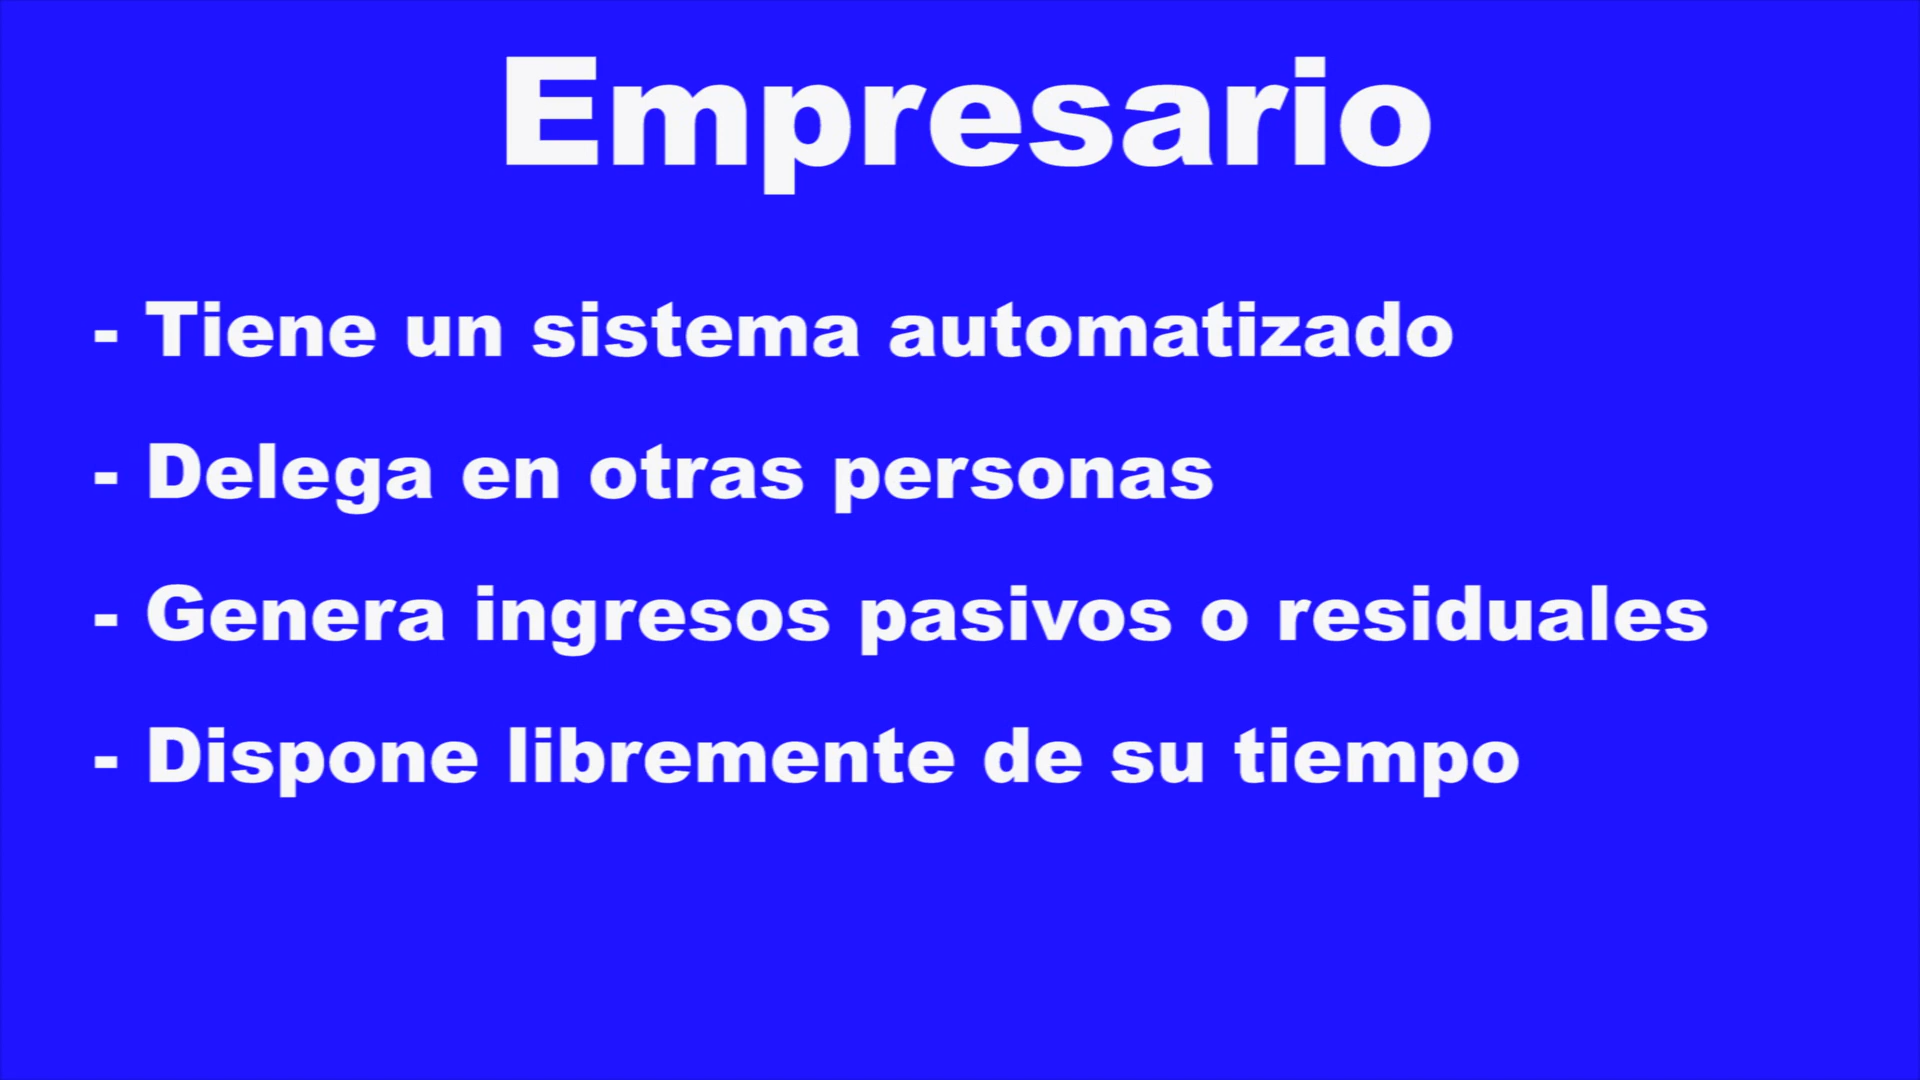 Empresario
- Tiene un sistema automatizado
- Delega en otras personas
- Genera ingresos pasivos o residuales
- Dispone libremente de su tiempo